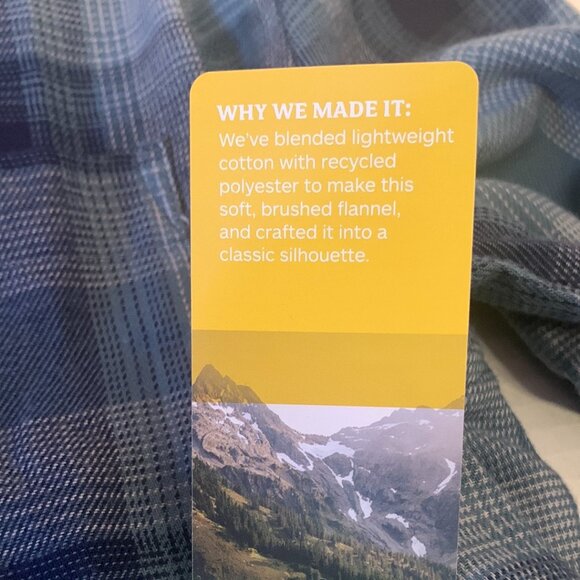 WHY WE MADE IT:
We've blended lightweight
cotton with recycled
polyester to make this
soft, brushed flannel,
and crafted it into a
classic silhouette.